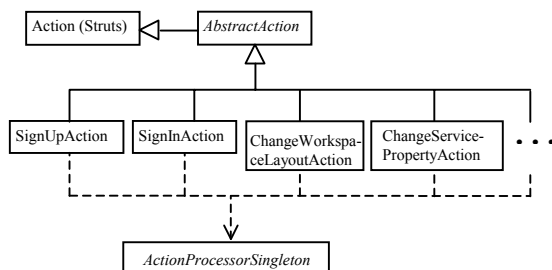 Action (Struts)
AbstractAction
SignUpAction
SignInAction
ChangeWorkspa-
ceLayoutAction
ChangeService-
PropertyAction
• • •
ActionProcessorSingleton